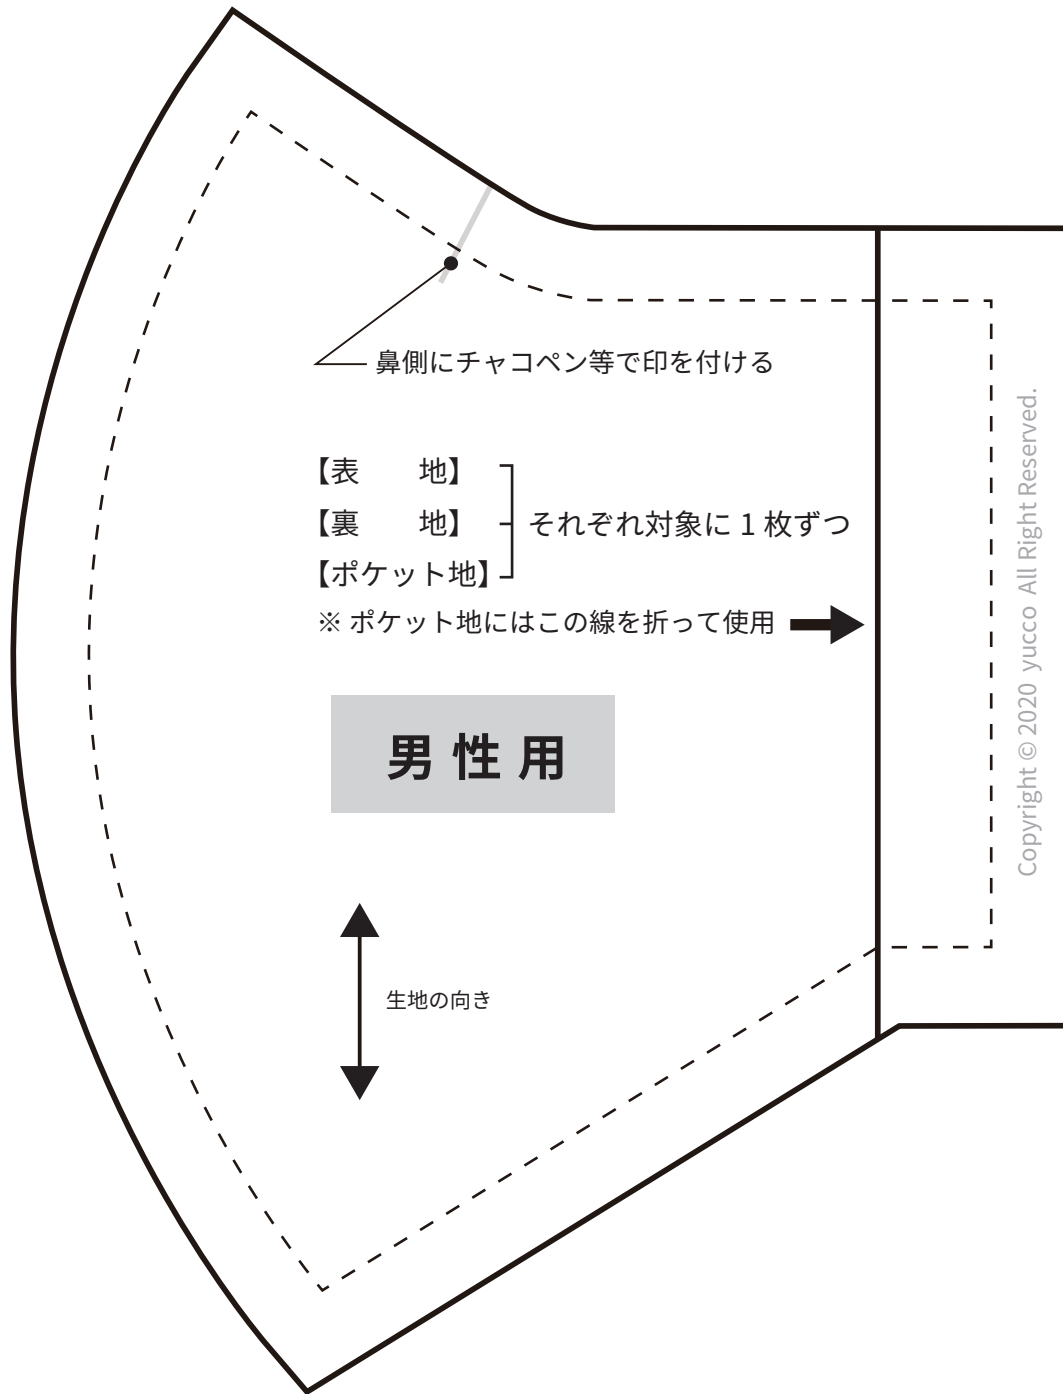 鼻側にチャコペン等で印を付ける
【表　　地】
【裏　　地】
【ポケット地】
それぞれ対象に 1 枚ずつ
※ ポケット地にはこの線を折って使用
男性用
生地の向き
Copyright © 2020 yucco All Right Reserved.